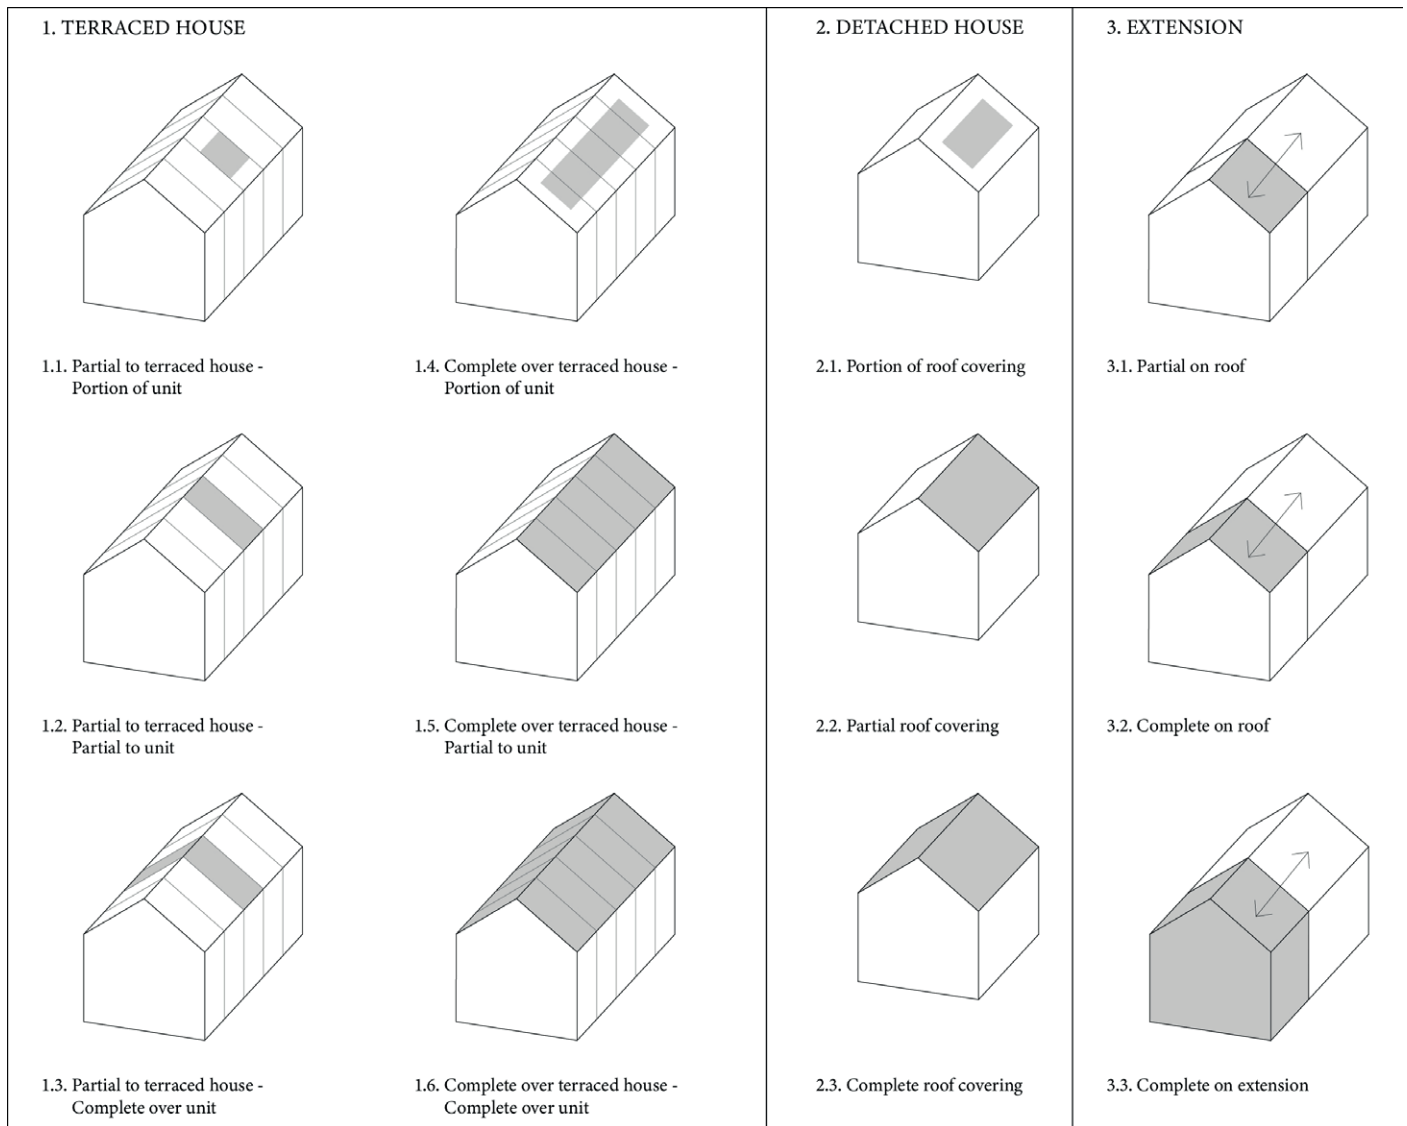 1. TERRACED HOUSE
1.1. Partial to terraced house -
Portion of unit
1.4. Complete over terraced house -
Portion of unit
1.2. Partial to terraced house -
Partial to unit
1.5. Complete over terraced house -
Partial to unit
1.3. Partial to terraced house -
Complete over unit
1.6. Complete over terraced house -
Complete over unit
2. DETACHED HOUSE
2.1. Portion of roof covering
2.2. Partial roof covering
2.3. Complete roof covering
3. EXTENSION
3.1. Partial on roof
3.2. Complete on roof
3.3. Complete on extension